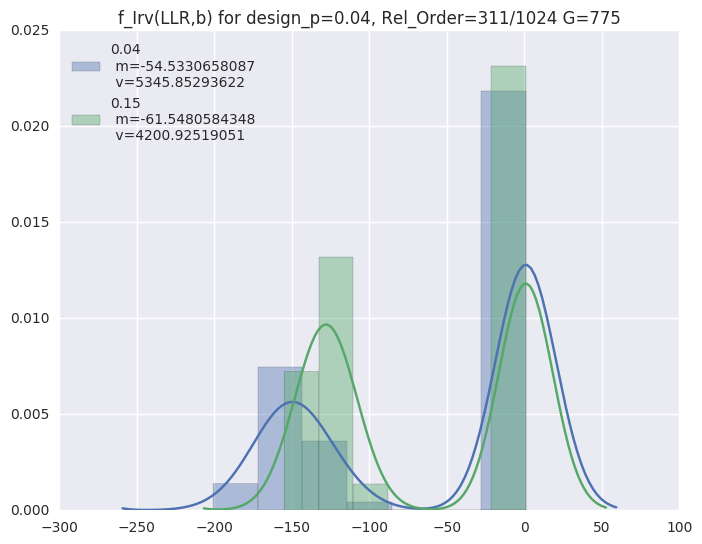 f_Irv(LLR,b) for design_p=0.04, Rel_Order=311/1024 G=775
0.04
m=-54.5330658087
v=5345.85293622
0.15
m=-61.5480584348
v=4200.92519051
0.025
0.020
0.015
0.010
0.005
0.000
−300 −250 −200 −150 −100 −50 0 50 100